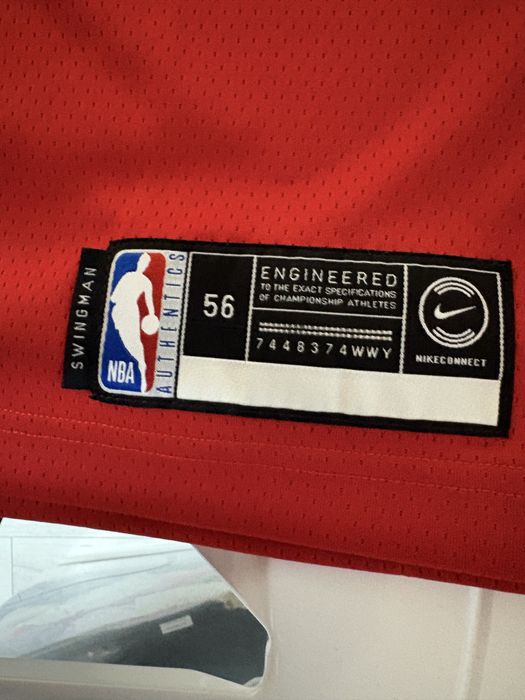 SWINGMAN
NBA
AUTHENTICS
56
ENGINEERED
TO THE EXACT SPECIFICATIONS
OF CHAMPIONSHIP ATHLETES
7448374WWY
NIKECONNECT